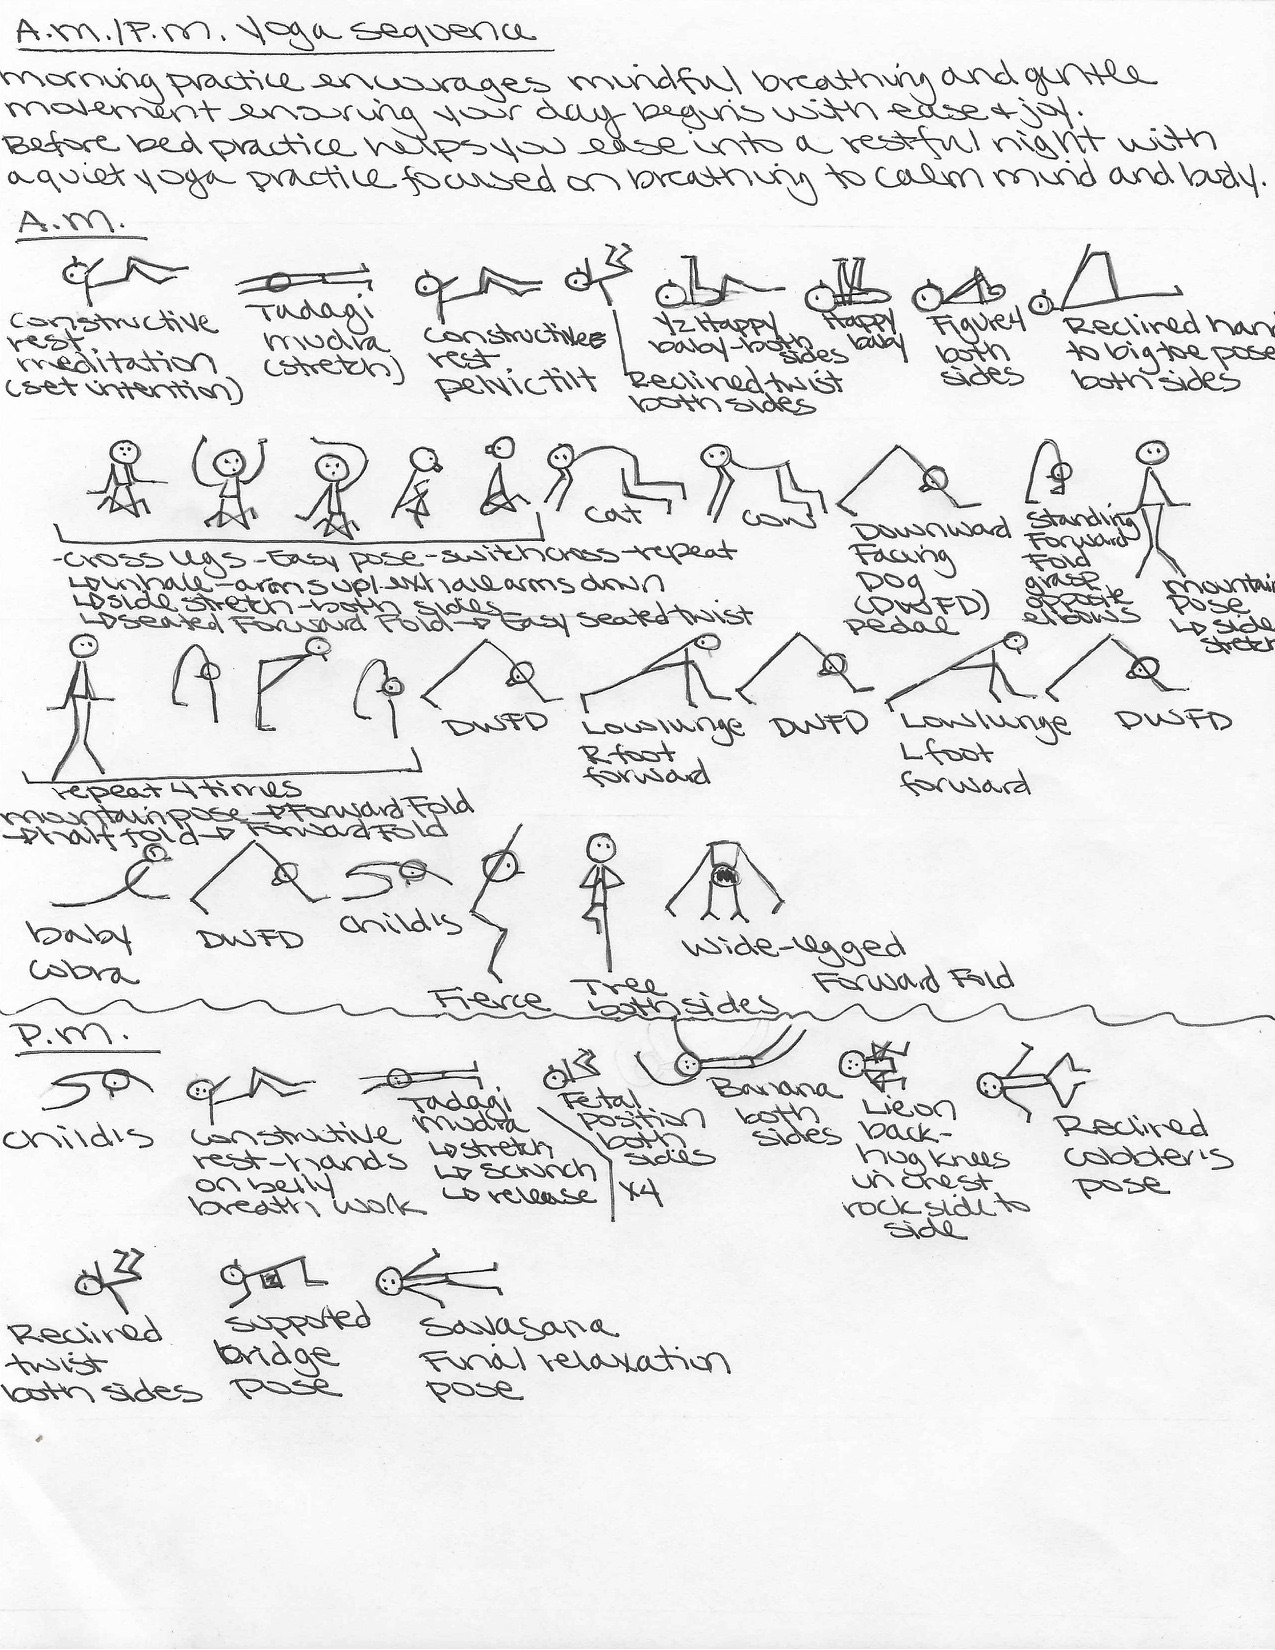 A.M./P.M. Yoga sequence
morning practice encourages mindful breathing and gentle
movement ensuring your day begins with ease & joy.
Before bed practice helps you ease into a restful night with
a quiet yoga practice focused on breathing to calm mind and body.
A.M.
constructive
rest
meditation
(set intention)
Tadagi
mudra
(stretch)
constructive
rest
pelvic tilt
Reclined twist
both sides
1/2 Happy
baby-both
sides
Happy
baby
Figure 4
both
sides
Reclined han
to big toe pose
both sides
-cross legs -Easy pose -switch cross -repeat
↳inhale -arms up/-exhale arms down
↳side stretch -both sides
↳seated Forward Fold → Easy seated twist
cat
cow
Downward
Facing
Dog
(DWFD)
pedal
Standing
Forward
Fold
grasp
opposite
elbows
mountain
pose
↳ side
stretch
repeat 4 times
mountain pose → Forward Fold
→ half fold → Forward Fold
DWFD
Low lunge
R foot
forward
DWFD
Low lunge
L foot
forward
DWFD
baby
cobra
DWFD
child's
Fierce
Tree
both sides
wide-legged
Forward Fold
P.M.
child's
constructive
rest-hands
on belly
breath work
Tadagi
mudra
↳ stretch
↳ scrunch
↳ release
Fetal
position
both
sides
x4
Banana
both
sides
Lie on
back-
hug knees
in chest
rock side to
side
Reclined
cobbler's
pose
Reclined
twist
both sides
supported
bridge
pose
Savasana
Final relaxation
pose